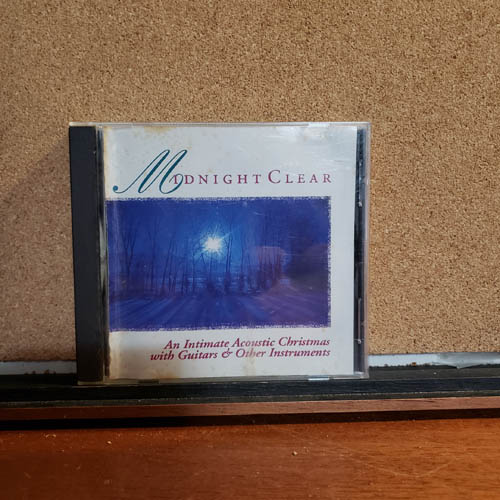 Midnight Clear
An Intimate Acoustic Christmas
with Guitars & Other Instruments